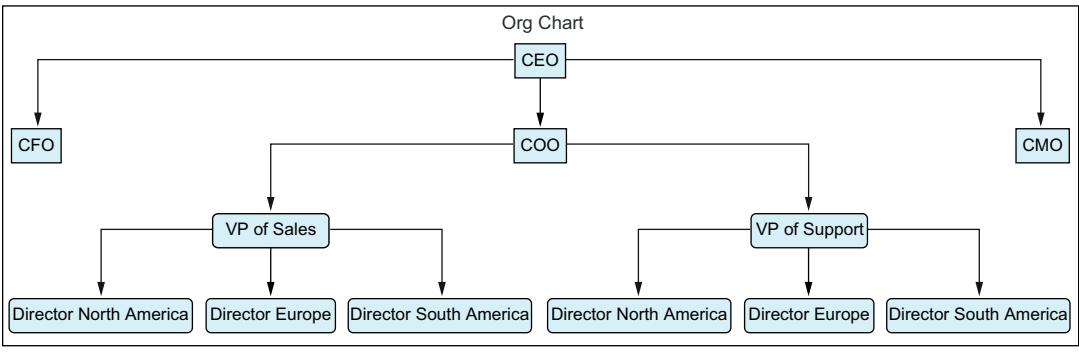 Org Chart
CEO
CFO
COO
CMO
VP of Sales
VP of Support
Director North America
Director Europe
Director South America
Director North America
Director Europe
Director South America